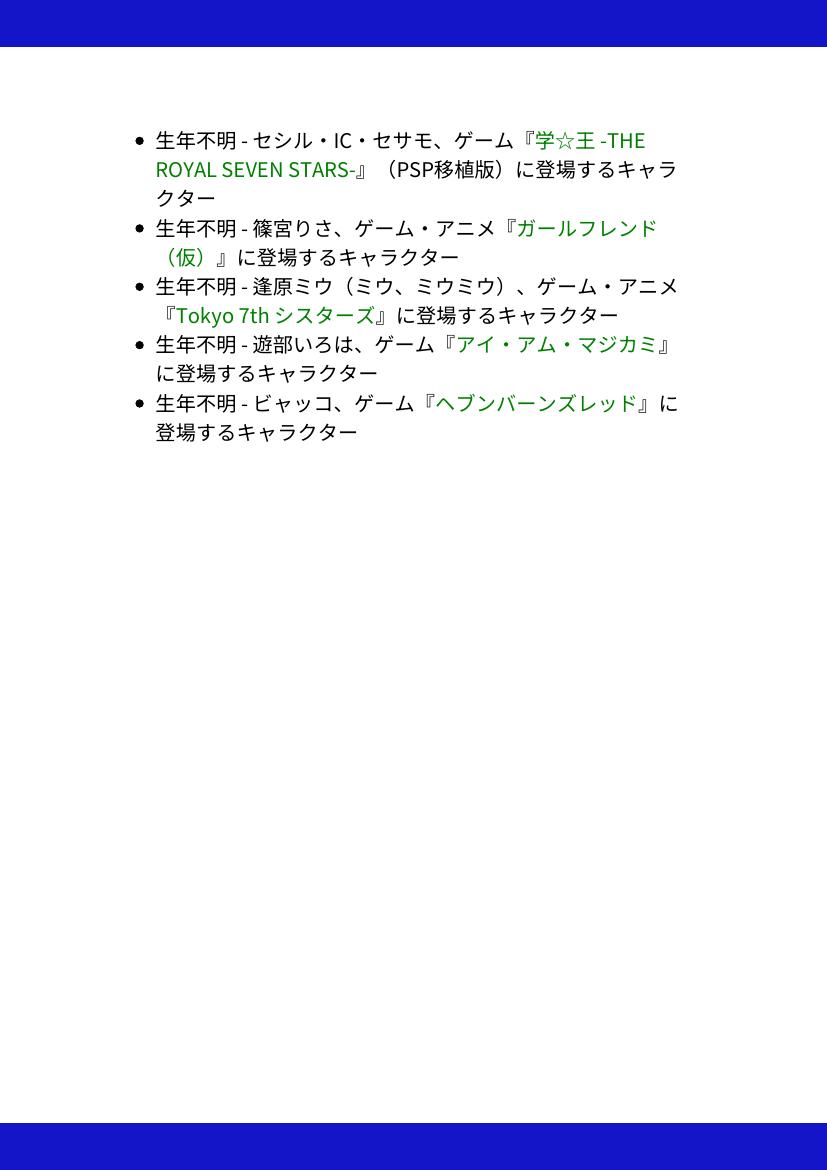 • 生年不明 - セシル・IC・セサモ、ゲーム『学☆王 -THE
ROYAL SEVEN STARS-』（PSP移植版）に登場するキャラ
クター
• 生年不明 - 篠宮りさ、ゲーム・アニメ『ガールフレンド
（仮）』に登場するキャラクター
• 生年不明 - 逢原ミウ（ミウ、ミウミウ）、ゲーム・アニメ
『Tokyo 7th シスターズ』に登場するキャラクター
• 生年不明 - 遊部いろは、ゲーム『アイ・アム・マジカミ』
に登場するキャラクター
• 生年不明 - ビャッコ、ゲーム『ヘブンバーンズレッド』に
登場するキャラクター